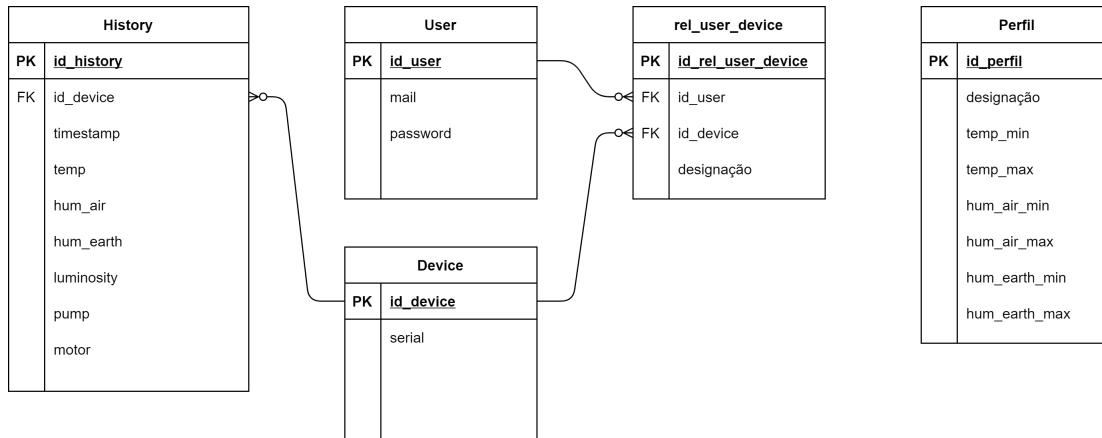 History
PK id_history
FK id_device
timestamp
temp
hum_air
hum_earth
luminosity
pump
motor
User
PK id_user
mail
password
Device
PK id_device
serial
rel_user_device
PK id_rel_user_device
FK id_user
FK id_device
designação
Perfil
PK id_perfil
designação
temp_min
temp_max
hum_air_min
hum_air_max
hum_earth_min
hum_earth_max